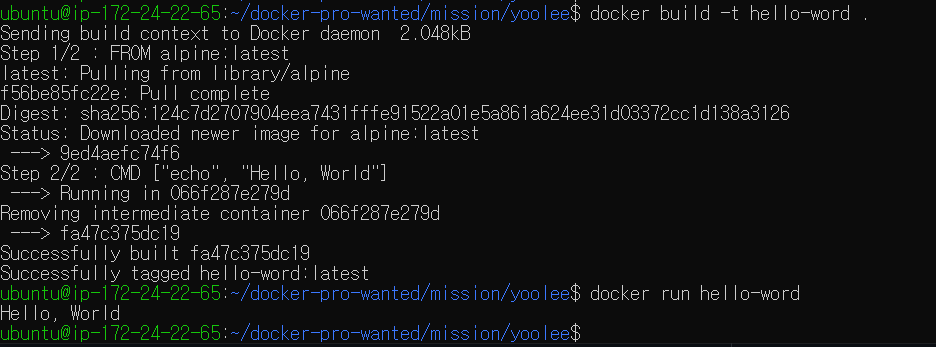 ubuntu@ip-172-24-22-65:~/docker-pro-wanted/mission/yoolee$ docker build -t hello-word .
Sending build context to Docker daemon  2.048kB
Step 1/2 : FROM alpine:latest
latest: Pulling from library/alpine
f56be85fc22e: Pull complete
Digest: sha256:124c7d2707904eea7431fffe91522a01e5a861a624ee31d03372cc1d138a3126
Status: Downloaded newer image for alpine:latest
 ---> 9ed4aefc74f6
Step 2/2 : CMD ["echo", "Hello, World"]
 ---> Running in 066f287e279d
Removing intermediate container 066f287e279d
 ---> fa47c375dc19
Successfully built fa47c375dc19
Successfully tagged hello-word:latest
ubuntu@ip-172-24-22-65:~/docker-pro-wanted/mission/yoolee$ docker run hello-word
Hello, World
ubuntu@ip-172-24-22-65:~/docker-pro-wanted/mission/yoolee$